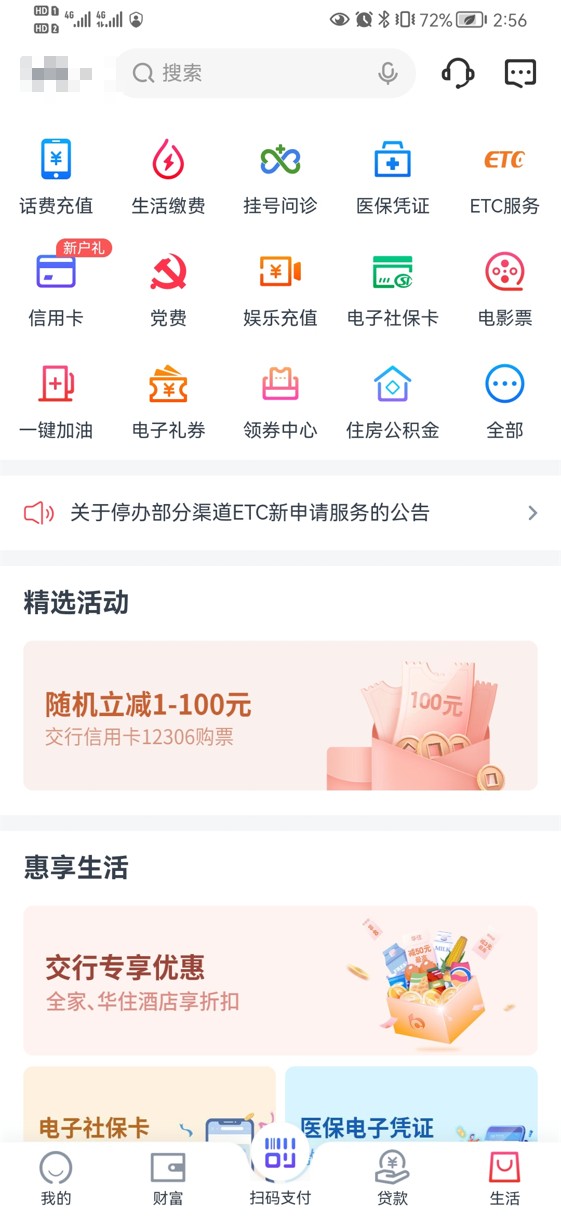 HD 1 4G 4G 72% 2:56
HD 2
搜索
话费充值 生活缴费 挂号问诊 医保凭证 ETC ETC服务
新户礼
信用卡 党费 娱乐充值 电子社保卡 电影票
一键加油 电子礼券 领券中心 住房公积金 全部
关于停办部分渠道ETC新申请服务的公告
精选活动
随机立减1-100元
交行信用卡12306购票
100元
惠享生活
交行专享优惠
全家、华住酒店享折扣
减50元
MILK
电子社保卡 医保电子凭证
我的 财富 扫码支付 贷款 生活